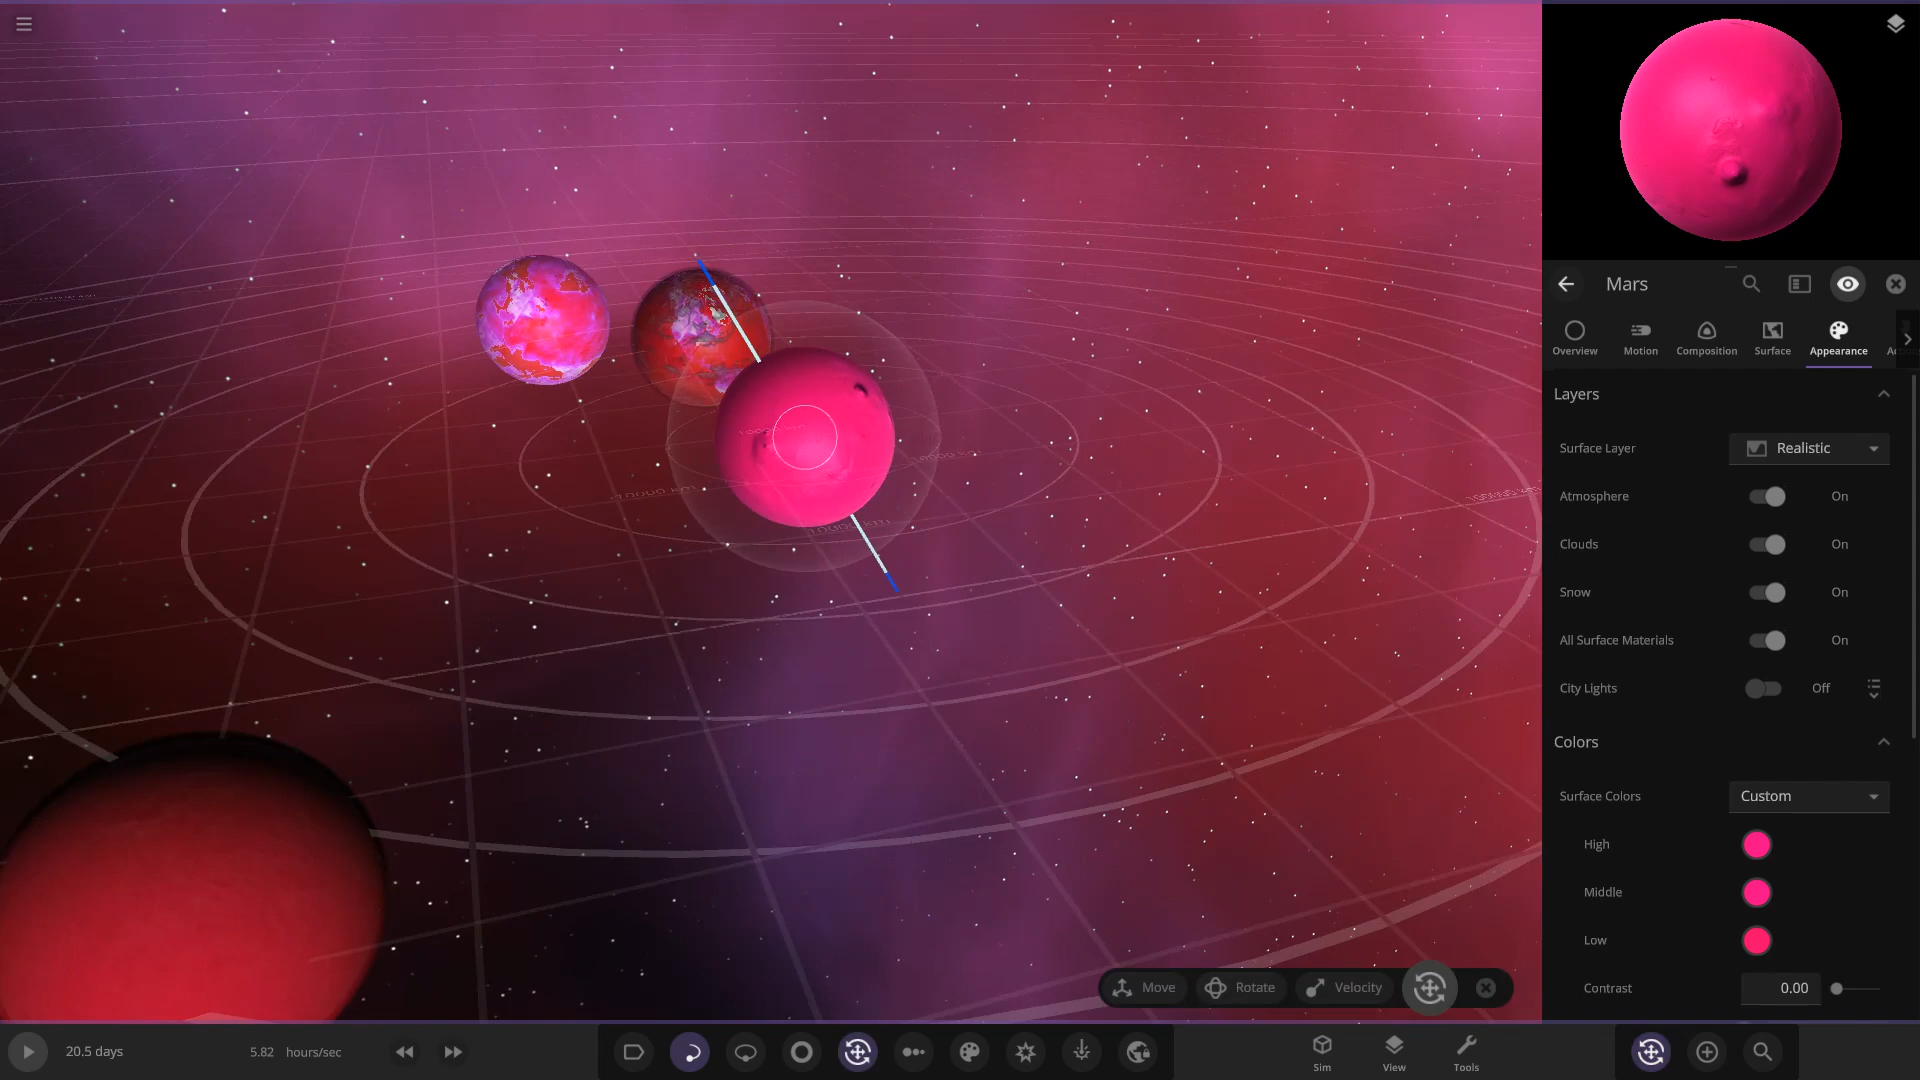 Mars
Overview
Motion
Composition
Surface
Appearance
Layers
Surface Layer
Realistic
Atmosphere
On
Clouds
On
Snow
On
All Surface Materials
On
City Lights
Off
Colors
Surface Colors
Custom
High
Middle
Low
Contrast
0.00
Move
Rotate
Velocity
20.5 days
5.82 hours/sec
Sim
View
Tools